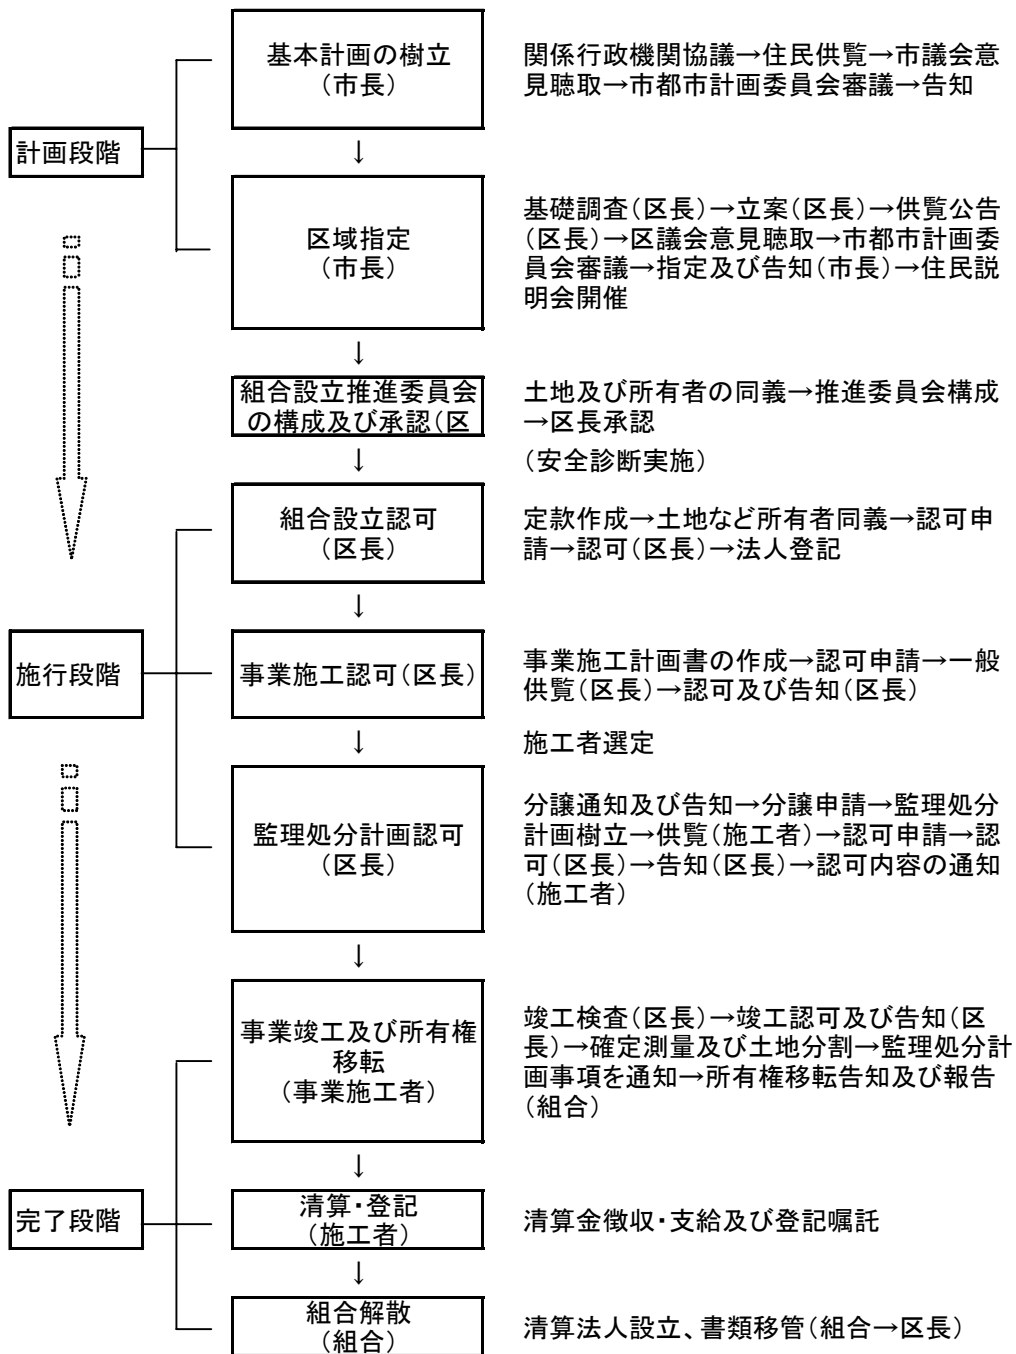 基本計画の樹立
（市長）
関係行政機関協議→住民供覧→市議会意
見聴取→市都市計画委員会審議→告知
計画段階
↓
区域指定
（市長）
基礎調査（区長）→立案（区長）→供覧公告
（区長）→区議会意見聴取→市都市計画委
員会審議→指定及び告知（市長）→住民説
明会開催
↓
組合設立推進委員会
の構成及び承認（区
土地及び所有者の同義→推進委員会構成
→区長承認
↓
（安全診断実施）
組合設立認可
（区長）
定款作成→土地など所有者同義→認可申
請→認可（区長）→法人登記
↓
施行段階
事業施工認可（区長）
事業施工計画書の作成→認可申請→一般
供覧（区長）→認可及び告知（区長）
↓
施工者選定
監理処分計画認可
（区長）
分譲通知及び告知→分譲申請→監理処分
計画樹立→供覧（施工者）→認可申請→認
可（区長）→告知（区長）→認可内容の通知
（施工者）
↓
事業竣工及び所有権
移転
（事業施工者）
竣工検査（区長）→竣工認可及び告知（区
長）→確定測量及び土地分割→監理処分計
画事項を通知→所有権移転告知及び報告
（組合）
↓
完了段階
清算・登記
（施工者）
清算金徴収・支給及び登記嘱託
↓
組合解散
（組合）
清算法人設立、書類移管（組合→区長）